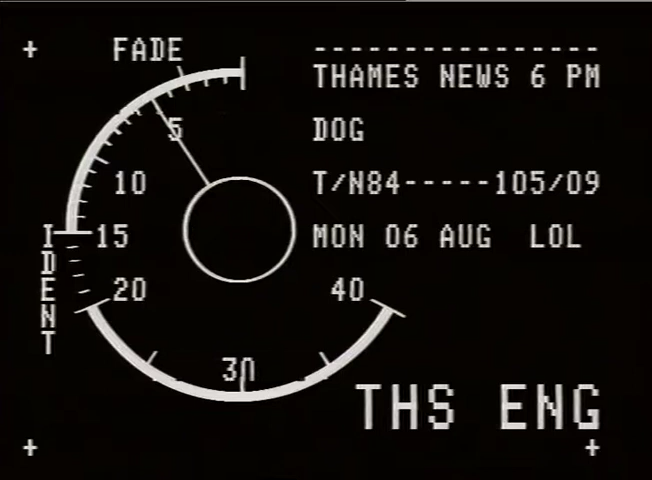 FADE
----------------
THAMES NEWS 6 PM
DOG
T/N84-----105/09
MON 06 AUG LOL
5
10
15
20
30
40
IDENT
THS ENG